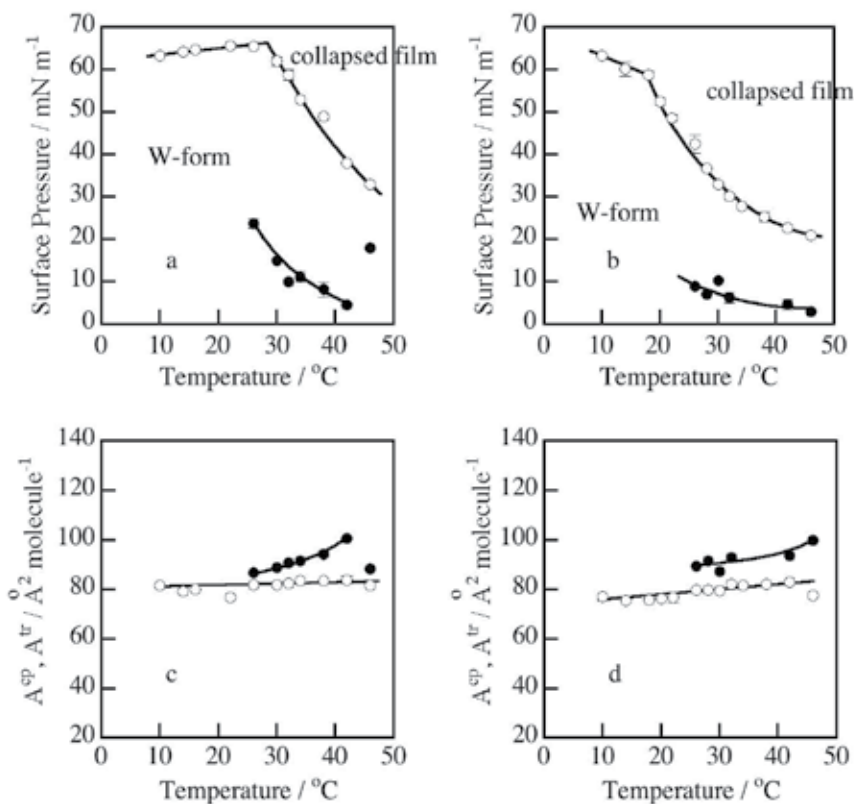 70
60
50
40
30
20
10
0
collapsed film
W-form
a
0 10 20 30 40 50
Temperature / °C
Surface Pressure / mN m⁻¹
70
60
50
40
30
20
10
0
collapsed film
W-form
b
0 10 20 30 40 50
Temperature / °C
Surface Pressure / mN m⁻¹
140
120
100
80
60
40
20
c
0 10 20 30 40 50
Temperature / °C
A^cp, A^tr / Å² molecule⁻¹
140
120
100
80
60
40
20
d
0 10 20 30 40 50
Temperature / °C
A^cp, A^tr / Å² molecule⁻¹